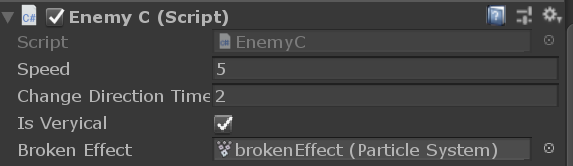 Enemy C (Script)
Script EnemyC
Speed 5
Change Direction Time 2
Is Veryical
Broken Effect brokenEffect (Particle System)